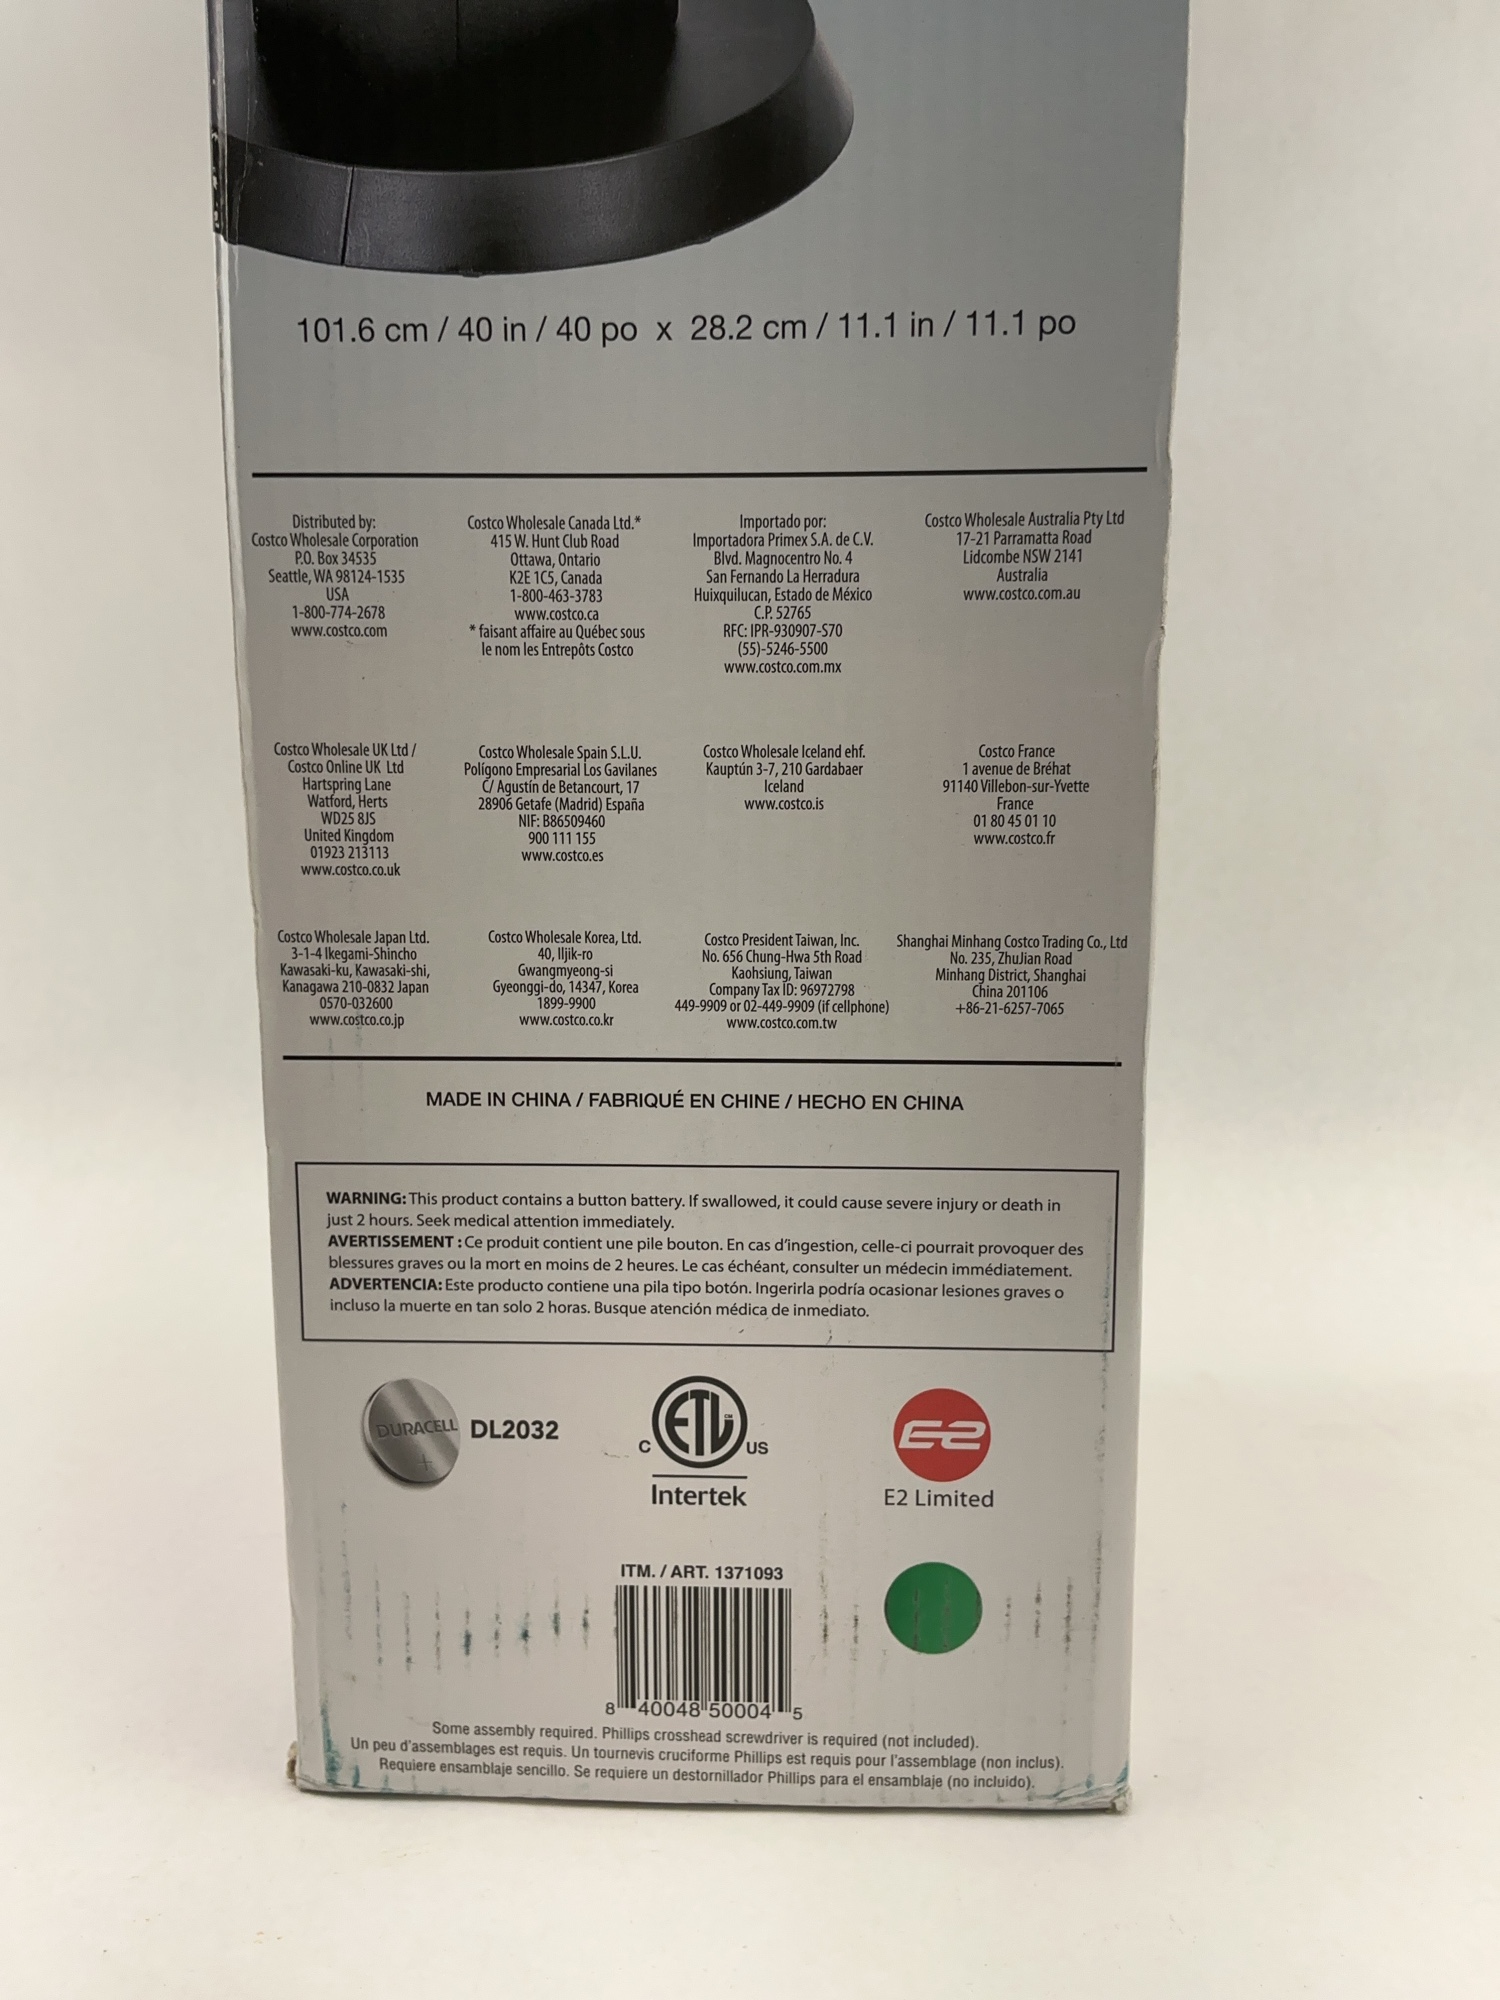 101.6 cm / 40 in / 40 po x 28.2 cm / 11.1 in / 11.1 po
Distributed by:
Costco Wholesale Corporation
P.O. Box 34535
Seattle, WA 98124-1535
USA
1-800-774-2678
www.costco.com
Costco Wholesale Canada Ltd.*
415 W. Hunt Club Road
Ottawa, Ontario
K2E 1C5, Canada
1-800-463-3783
www.costco.ca
* faisant affaire au Québec sous
le nom les Entrepôts Costco
Importado por:
Importadora Primex S.A. de C.V.
Blvd. Magnocentro No. 4
San Fernando La Herradura
Huixquilucan, Estado de México
C.P. 52765
RFC: IPR-930907-S70
(55)-5246-5500
www.costco.com.mx
Costco Wholesale Australia Pty Ltd
17-21 Parramatta Road
Lidcombe NSW 2141
Australia
www.costco.com.au
Costco Wholesale UK Ltd /
Costco Online UK Ltd
Hartspring Lane
Watford, Herts
WD25 8JS
United Kingdom
01923 213113
www.costco.co.uk
Costco Wholesale Spain S.L.U.
Polígono Empresarial Los Gavilanes
C/ Agustín de Betancourt, 17
28906 Getafe (Madrid) España
NIF: B86509460
900 111 155
www.costco.es
Costco Wholesale Iceland ehf.
Kauptún 3-7, 210 Gardabaer
Iceland
www.costco.is
Costco France
1 avenue de Bréhat
91140 Villebon-sur-Yvette
France
01 80 45 01 10
www.costco.fr
Costco Wholesale Japan Ltd.
3-1-4 Ikegami-Shincho
Kawasaki-ku, Kawasaki-shi,
Kanagawa 210-0832 Japan
0570-032600
www.costco.co.jp
Costco Wholesale Korea, Ltd.
40, Iljik-ro
Gwangmyeong-si
Gyeonggi-do, 14347, Korea
1899-9900
www.costco.co.kr
Costco President Taiwan, Inc.
No. 656 Chung-Hwa 5th Road
Kaohsiung, Taiwan
Company Tax ID: 96972798
449-9909 or 02-449-9909 (if cellphone)
www.costco.com.tw
Shanghai Minhang Costco Trading Co., Ltd
No. 235, ZhuJian Road
Minhang District, Shanghai
China 201106
+86-21-6257-7065
MADE IN CHINA / FABRIQUÉ EN CHINE / HECHO EN CHINA
WARNING: This product contains a button battery. If swallowed, it could cause severe injury or death in
just 2 hours. Seek medical attention immediately.
AVERTISSEMENT : Ce produit contient une pile bouton. En cas d'ingestion, celle-ci pourrait provoquer des
blessures graves ou la mort en moins de 2 heures. Le cas échéant, consulter un médecin immédiatement.
ADVERTENCIA: Este producto contiene una pila tipo botón. Ingerirla podría ocasionar lesiones graves o
incluso la muerte en tan solo 2 horas. Busque atención médica de inmediato.
DURACELL
+
DL2032
C ETL CM US
Intertek
E2
E2 Limited
ITM. / ART. 1371093
8 40048 50004 5
Some assembly required. Phillips crosshead screwdriver is required (not included).
Un peu d'assemblages est requis. Un tournevis cruciforme Phillips est requis pour l'assemblage (non inclus).
Requiere ensamblaje sencillo. Se requiere un destornillador Phillips para el ensamblaje (no incluido).